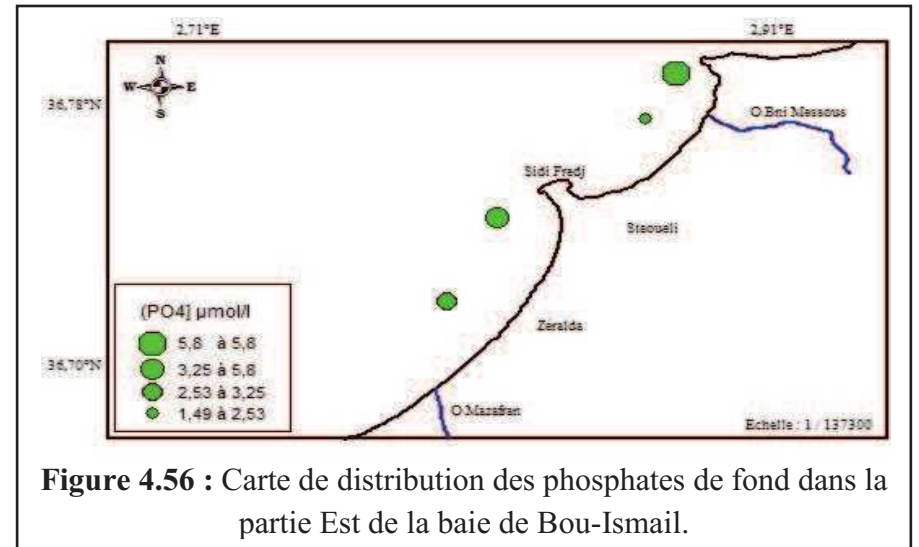 2,71°E 2,91°E
N
W E
S
36,78°N
O.Bni Messous
Sidi Fredj
Staoueli
[PO4] µmol/l
5,8 à 5,8
3,25 à 5,8
2,53 à 3,25
1,49 à 2,53
Zeralda
36,70°N
O.Mazafran
Echelle : 1 / 137300
Figure 4.56 : Carte de distribution des phosphates de fond dans la
partie Est de la baie de Bou-Ismail.